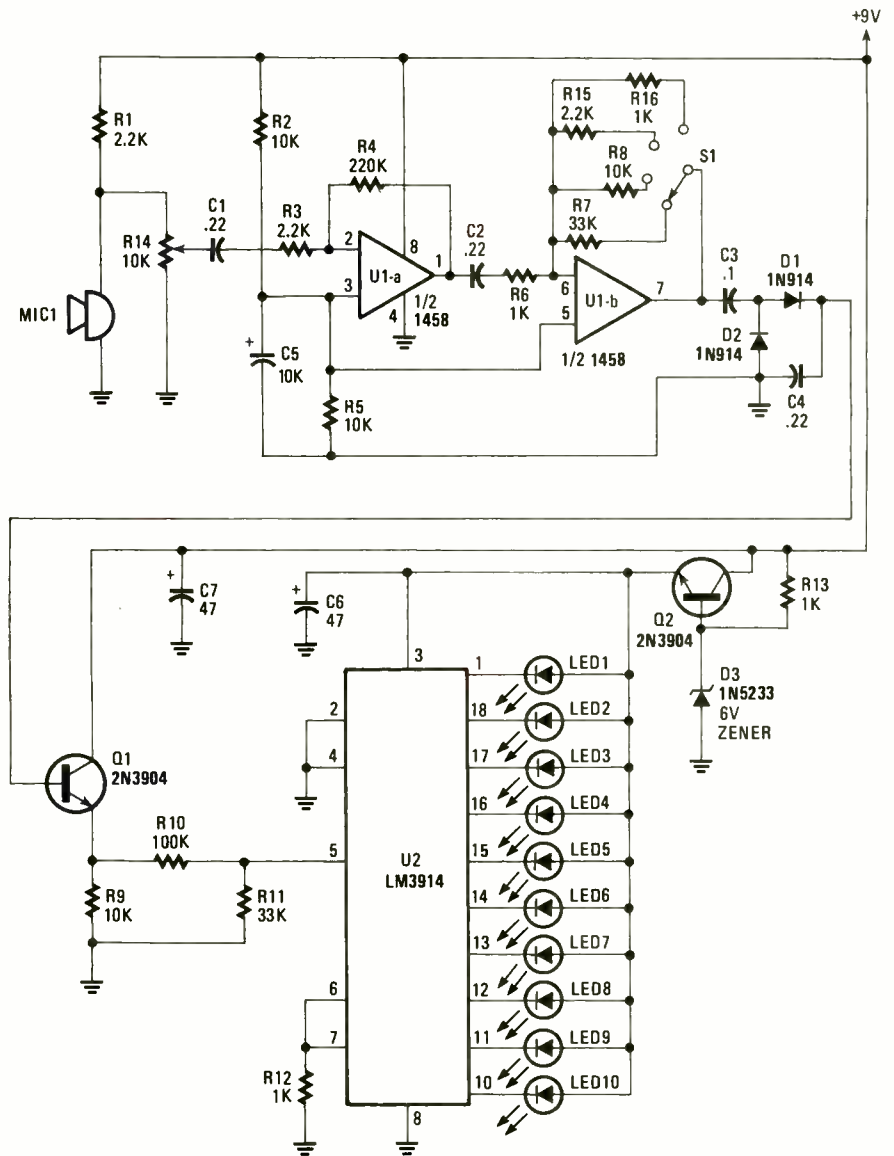 +9V
R1
2.2K
R2
10K
R4
220K
R15
2.2K
R16
1K
R8
10K
S1
R7
33K
R14
10K
C1
.22
R3
2.2K
2
8
1
U1-a
3
4
1/2
1458
C2
.22
R6
1K
6
U1-b
7
5
1/2 1458
C3
.1
D1
1N914
D2
1N914
C4
.22
MIC1
+
C5
10K
R5
10K
+
C7
47
+
C6
47
Q2
2N3904
R13
1K
D3
1N5233
6V
ZENER
Q1
2N3904
R10
100K
R9
10K
R11
33K
3
2
4
5
U2
LM3914
6
7
R12
1K
8
1
LED1
18
LED2
17
LED3
16
LED4
15
LED5
14
LED6
13
LED7
12
LED8
11
LED9
10
LED10